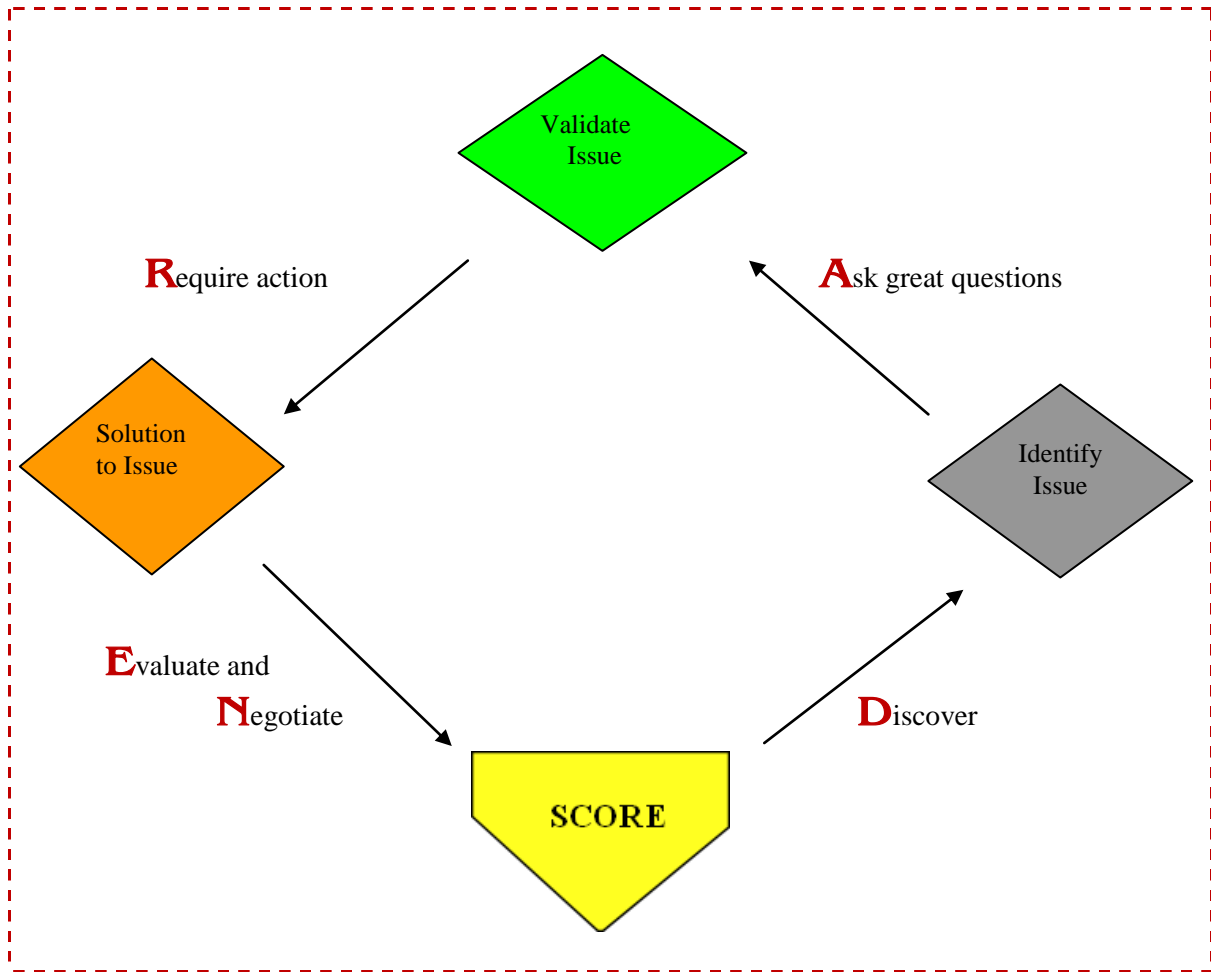 Validate
Issue
Require action
Ask great questions
Solution
to Issue
Identify
Issue
Evaluate and
Negotiate
Discover
SCORE